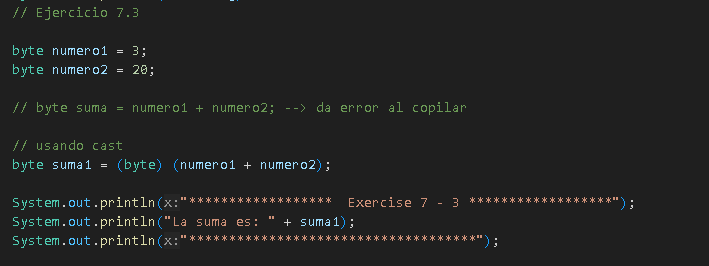 // Ejercicio 7.3
byte numero1 = 3;
byte numero2 = 20;
// byte suma = numero1 + numero2; --> da error al copilar
// usando cast
byte suma1 = (byte) (numero1 + numero2);
System.out.println(x:"******************  Exercise 7 - 3 ******************");
System.out.println("La suma es: " + suma1);
System.out.println(x:"************************************");